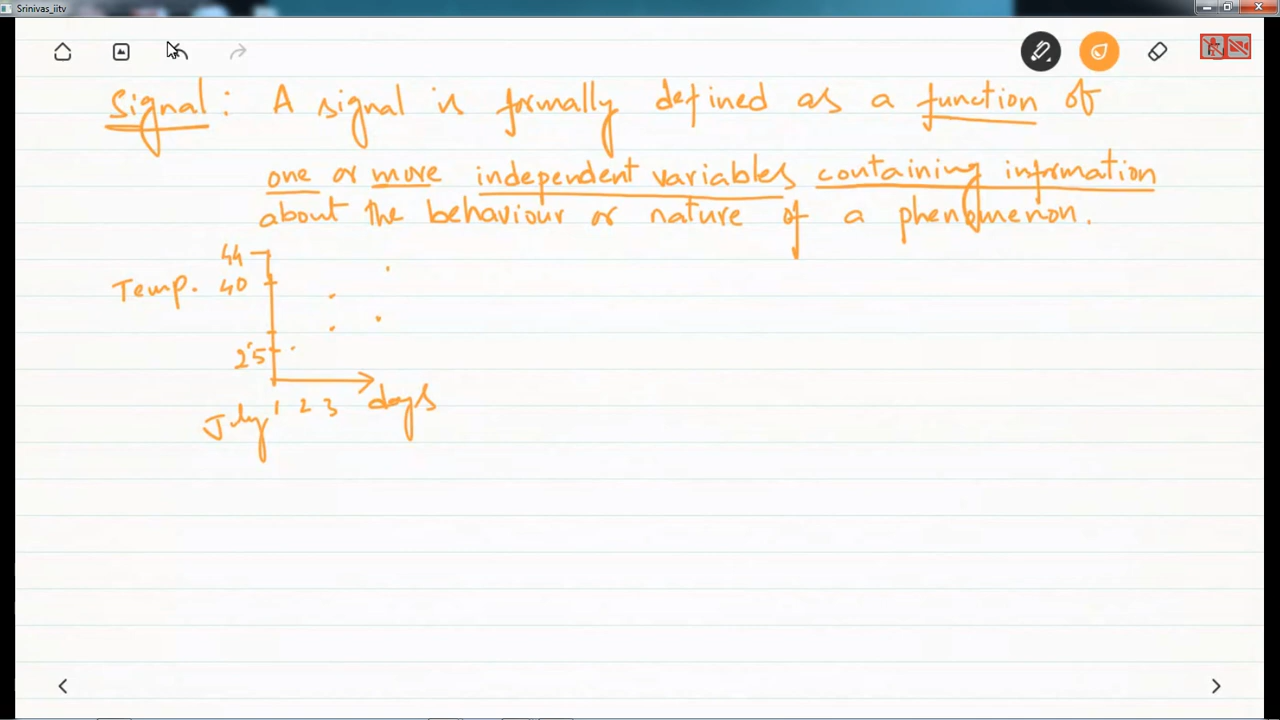 Srinivas_iitv
Signal : A signal is formally defined as a function of
one or more independent variables containing information
about the behaviour or nature of a phenomenon.
44
Temp. 40
25
July 1 2 3 days